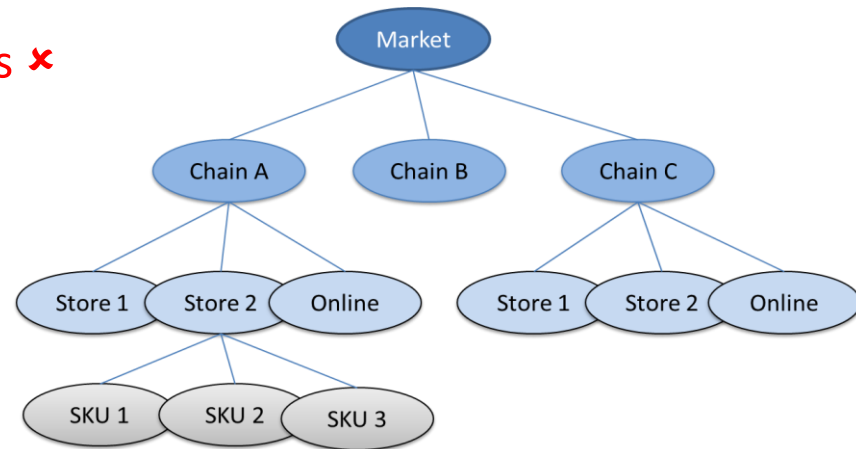 Market
s ✘
Chain A Chain B Chain C
Store 1 Store 2 Online Store 1 Store 2 Online
SKU 1 SKU 2 SKU 3